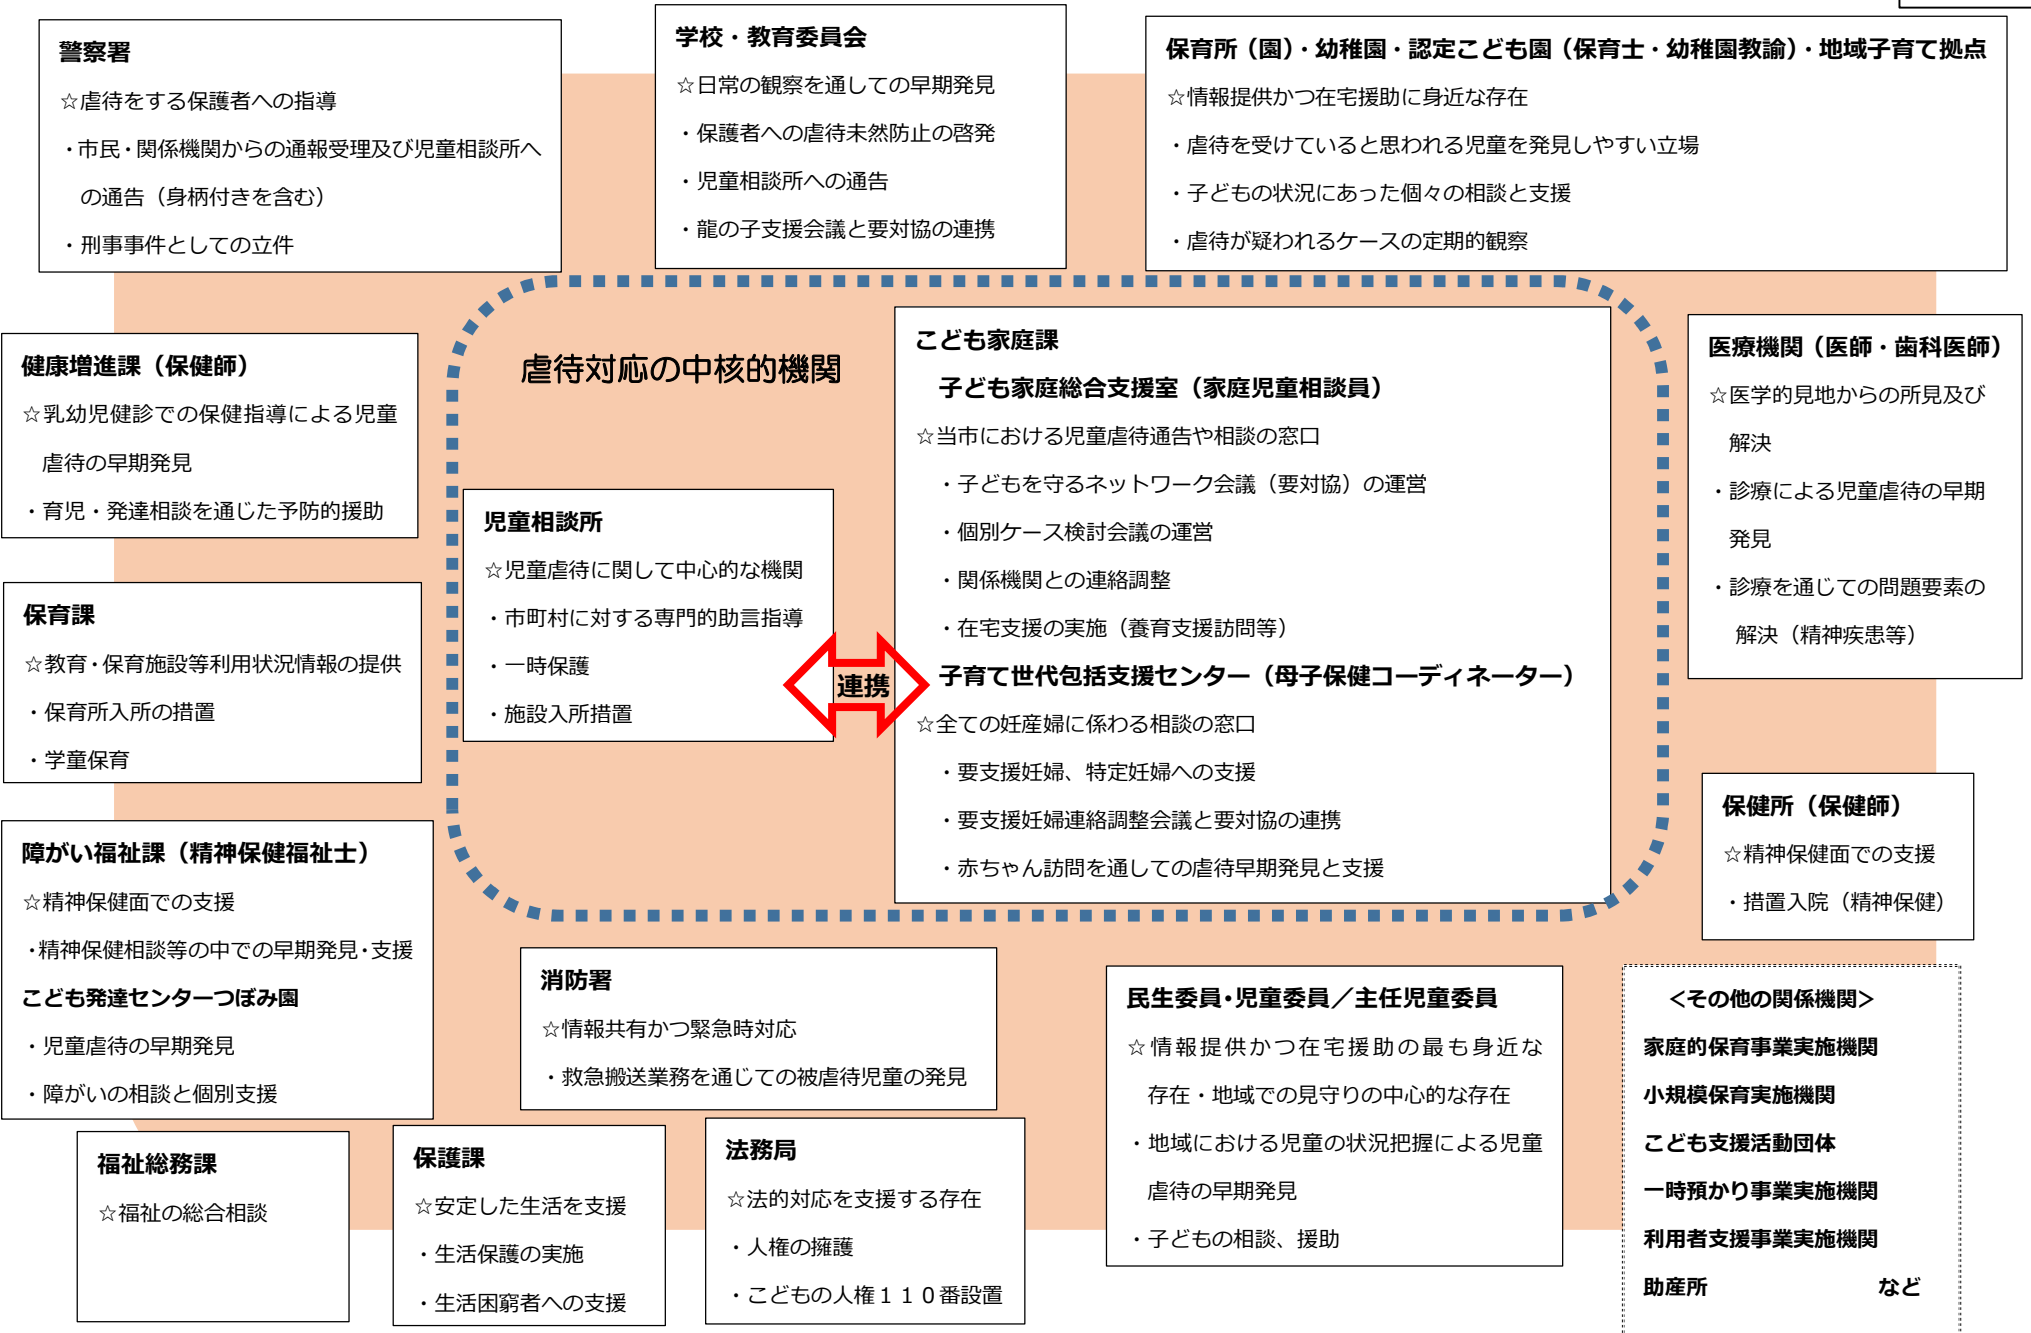 警察署
☆虐待をする保護者への指導
・市民・関係機関からの通報受理及び児童相談所へ
の通告（身柄付きを含む）
・刑事事件としての立件
学校・教育委員会
☆日常の観察を通しての早期発見
・保護者への虐待未然防止の啓発
・児童相談所への通告
・龍の子支援会議と要対協の連携
保育所（園）・幼稚園・認定こども園（保育士・幼稚園教諭）・地域子育て拠点
☆情報提供かつ在宅援助に身近な存在
・虐待を受けていると思われる児童を発見しやすい立場
・子どもの状況にあった個々の相談と支援
・虐待が疑われるケースの定期的観察
健康増進課（保健師）
☆乳幼児健診での保健指導による児童
虐待の早期発見
・育児・発達相談を通じた予防的援助
虐待対応の中核的機関
児童相談所
☆児童虐待に関して中心的な機関
・市町村に対する専門的助言指導
・一時保護
・施設入所措置
連携
こども家庭課
子ども家庭総合支援室（家庭児童相談員）
☆当市における児童虐待通告や相談の窓口
・子どもを守るネットワーク会議（要対協）の運営
・個別ケース検討会議の運営
・関係機関との連絡調整
・在宅支援の実施（養育支援訪問等）
子育て世代包括支援センター（母子保健コーディネーター）
☆全ての妊産婦に係わる相談の窓口
・要支援妊婦、特定妊婦への支援
・要支援妊婦連絡調整会議と要対協の連携
・赤ちゃん訪問を通しての虐待早期発見と支援
医療機関（医師・歯科医師）
☆医学的見地からの所見及び
解決
・診療による児童虐待の早期
発見
・診療を通じての問題要素の
解決（精神疾患等）
保育課
☆教育・保育施設等利用状況情報の提供
・保育所入所の措置
・学童保育
保健所（保健師）
☆精神保健面での支援
・措置入院（精神保健）
障がい福祉課（精神保健福祉士）
☆精神保健面での支援
・精神保健相談等の中での早期発見・支援
こども発達センターつぼみ園
・児童虐待の早期発見
・障がいの相談と個別支援
消防署
☆情報共有かつ緊急時対応
・救急搬送業務を通じての被虐待児童の発見
民生委員・児童委員／主任児童委員
☆情報提供かつ在宅援助の最も身近な
存在・地域での見守りの中心的な存在
・地域における児童の状況把握による児童
虐待の早期発見
・子どもの相談、援助
＜その他の関係機関＞
家庭的保育事業実施機関
小規模保育実施機関
こども支援活動団体
一時預かり事業実施機関
利用者支援事業実施機関
助産所　など
福祉総務課
☆福祉の総合相談
保護課
☆安定した生活を支援
・生活保護の実施
・生活困窮者への支援
法務局
☆法的対応を支援する存在
・人権の擁護
・こどもの人権１１０番設置